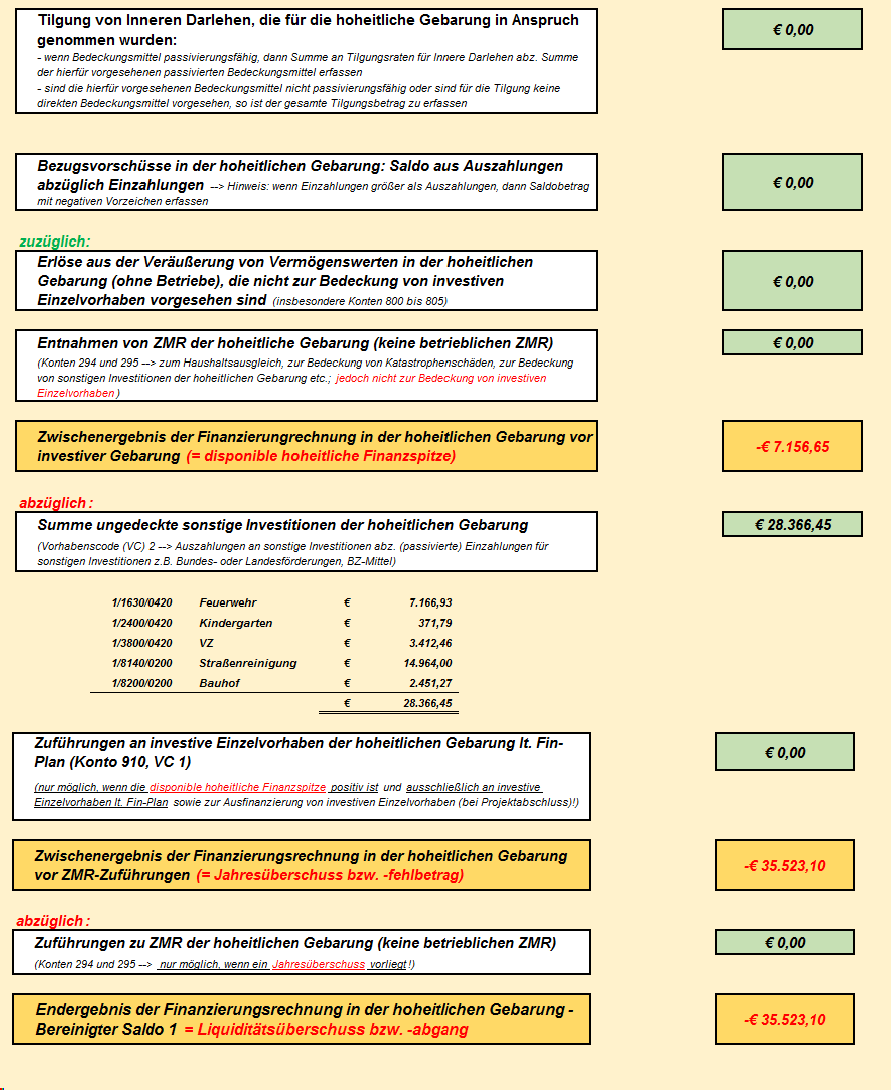 Tilgung von Inneren Darlehen, die für die hoheitliche Gebarung in Anspruch € 0,00
genommen wurden:
- wenn Bedeckungsmittel passivierungsfähig, dann Summe an Tilgungsraten für Innere Darlehen abz. Summe
der hierfür vorgesehenen passivierten Bedeckungsmittel erfassen
- sind die hierfür vorgesehenen Bedeckungsmittel nicht passivierungsfähig oder sind für die Tilgung keine
direkten Bedeckungsmittel vorgesehen, so ist der gesamte Tilgungsbetrag zu erfassen
Bezugsvorschüsse in der hoheitlichen Gebarung: Saldo aus Auszahlungen
abzüglich Einzahlungen --> Hinweis: wenn Einzahlungen größer als Auszahlungen, dann Saldobetrag € 0,00
mit negativen Vorzeichen erfassen
zuzüglich:
Erlöse aus der Veräußerung von Vermögenswerten in der hoheitlichen
Gebarung (ohne Betriebe), die nicht zur Bedeckung von investiven € 0,00
Einzelvorhaben vorgesehen sind (insbesondere Konten 800 bis 805)
Entnahmen von ZMR der hoheitliche Gebarung (keine betrieblichen ZMR) € 0,00
(Konten 294 und 295 --> zum Haushaltsausgleich, zur Bedeckung von Katastrophenschäden, zur Bedeckung
von sonstigen Investitionen der hoheitlichen Gebarung etc.; jedoch nicht zur Bedeckung von investiven
Einzelvorhaben)
Zwischenergebnis der Finanzierungrechnung in der hoheitlichen Gebarung vor
investiver Gebarung (= disponible hoheitliche Finanzspitze) -€ 7.156,65
abzüglich:
Summe ungedeckte sonstige Investitionen der hoheitlichen Gebarung € 28.366,45
(Vorhabenscode (VC) 2 --> Auszahlungen an sonstige Investitionen abz. (passivierte) Einzahlungen für
sonstigen Investitionen z.B. Bundes- oder Landesförderungen, BZ-Mittel)
1/1630/0420 Feuerwehr € 7.166,93
1/2400/0420 Kindergarten € 371,79
1/3800/0420 VZ € 3.412,46
1/8140/0200 Straßenreinigung € 14.964,00
1/8200/0200 Bauhof € 2.451,27
€ 28.366,45
Zuführungen an investive Einzelvorhaben der hoheitlichen Gebarung lt. Fin-
Plan (Konto 910, VC 1) € 0,00
(nur möglich, wenn die disponible hoheitliche Finanzspitze positiv ist und ausschließlich an investive
Einzelvorhaben lt. Fin-Plan sowie zur Ausfinanzierung von investiven Einzelvorhaben (bei Projektabschluss)!)
Zwischenergebnis der Finanzierungsrechnung in der hoheitlichen Gebarung
vor ZMR-Zuführungen (= Jahresüberschuss bzw. -fehlbetrag) -€ 35.523,10
abzüglich:
Zuführungen zu ZMR der hoheitlichen Gebarung (keine betrieblichen ZMR) € 0,00
(Konten 294 und 295 --> nur möglich, wenn ein Jahresüberschuss vorliegt!)
Endergebnis der Finanzierungsrechnung in der hoheitlichen Gebarung -
Bereinigter Saldo 1 = Liquiditätsüberschuss bzw. -abgang -€ 35.523,10